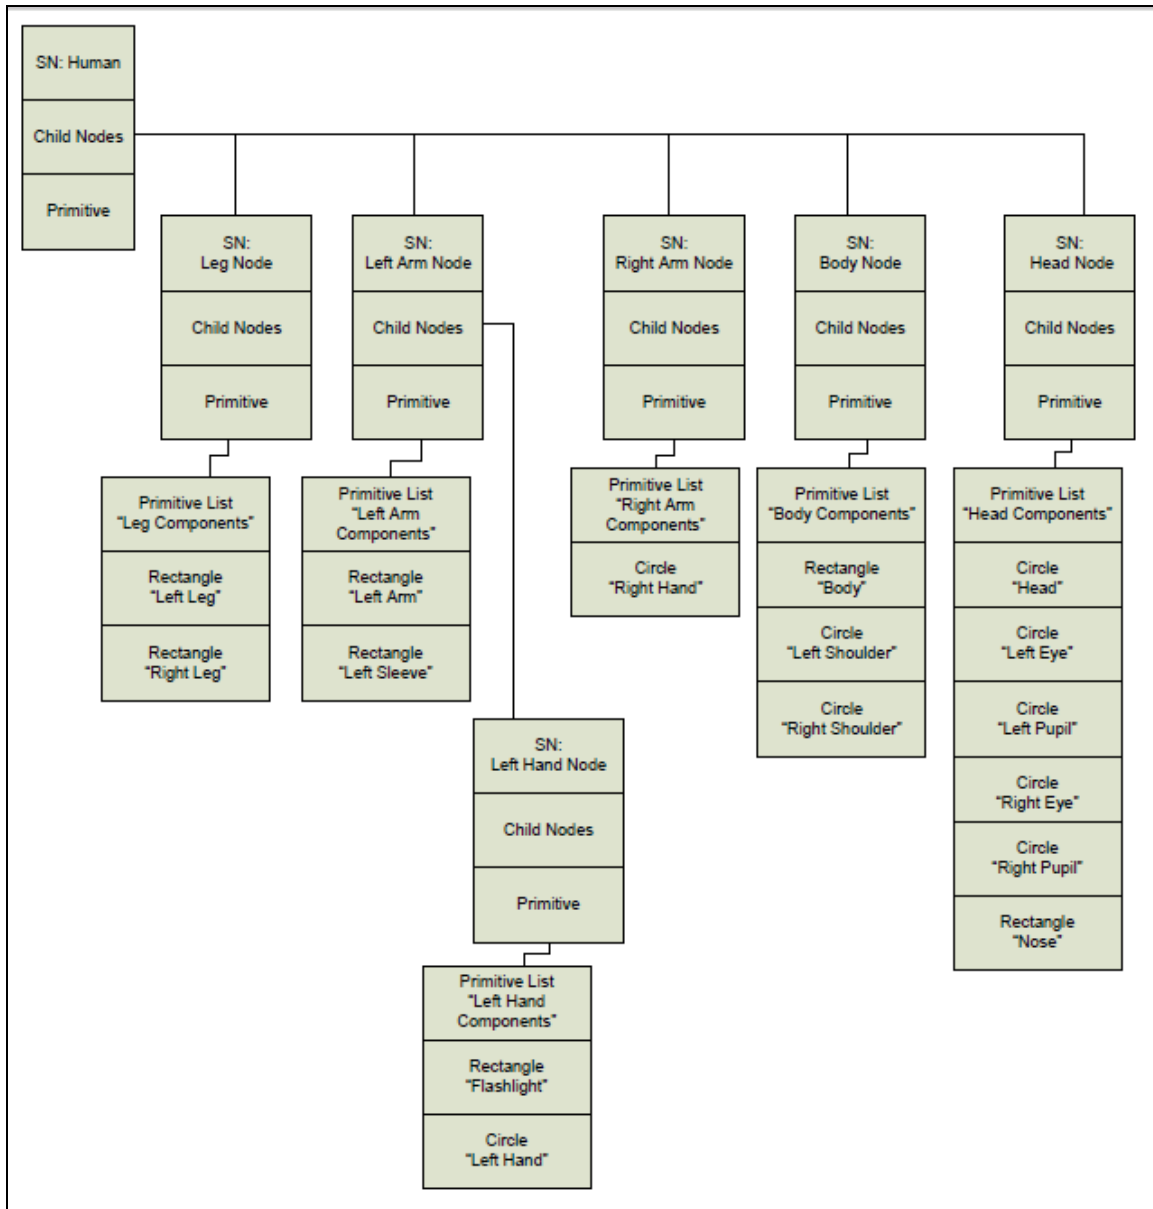 SN: Human
Child Nodes
Primitive
SN:
Leg Node
Child Nodes
Primitive
Primitive List
“Leg Components”
Rectangle
“Left Leg”
Rectangle
“Right Leg”
SN:
Left Arm Node
Child Nodes
Primitive
Primitive List
“Left Arm
Components”
Rectangle
“Left Arm”
Rectangle
“Left Sleeve”
SN:
Left Hand Node
Child Nodes
Primitive
Primitive List
“Left Hand
Components”
Rectangle
“Flashlight”
Circle
“Left Hand”
SN:
Right Arm Node
Child Nodes
Primitive
Primitive List
“Right Arm
Components”
Circle
“Right Hand”
SN:
Body Node
Child Nodes
Primitive
Primitive List
“Body Components”
Rectangle
“Body”
Circle
“Left Shoulder”
Circle
“Right Shoulder”
SN:
Head Node
Child Nodes
Primitive
Primitive List
“Head Components”
Circle
“Head”
Circle
“Left Eye”
Circle
“Left Pupil”
Circle
“Right Eye”
Circle
“Right Pupil”
Rectangle
“Nose”